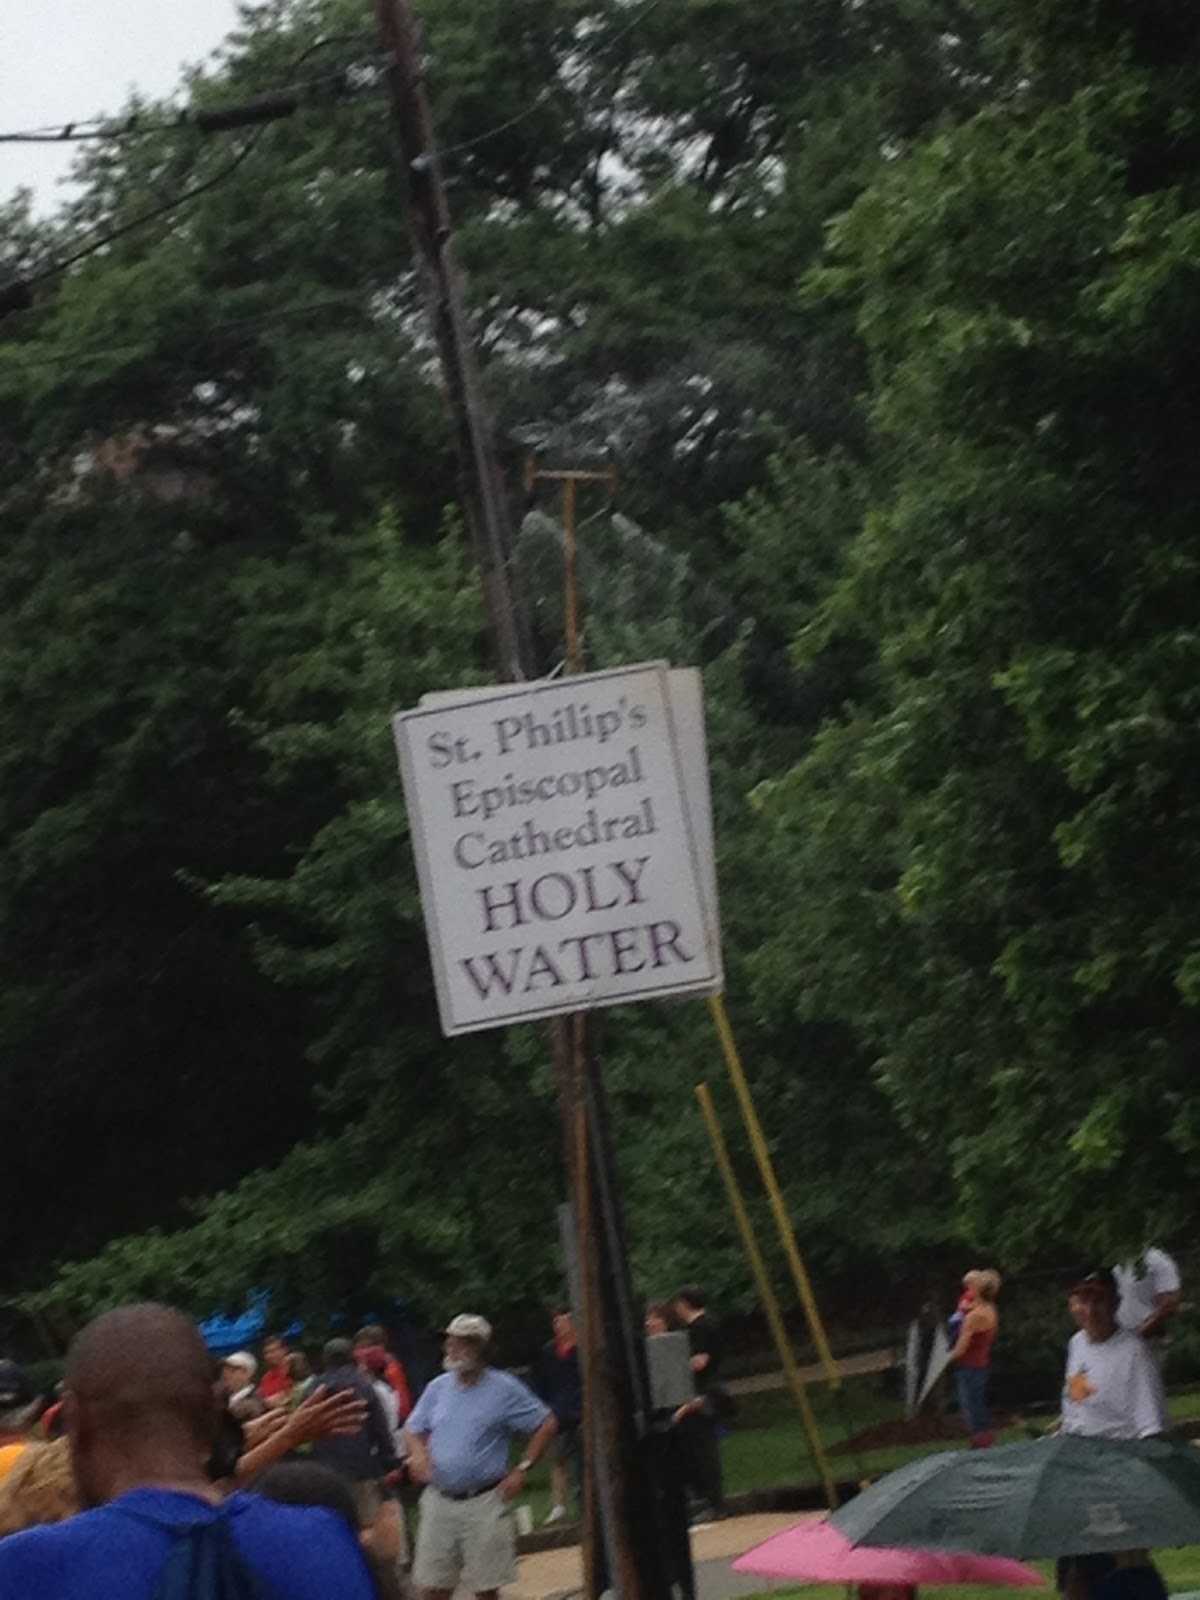 St. Philip's
Episcopal
Cathedral
HOLY
WATER